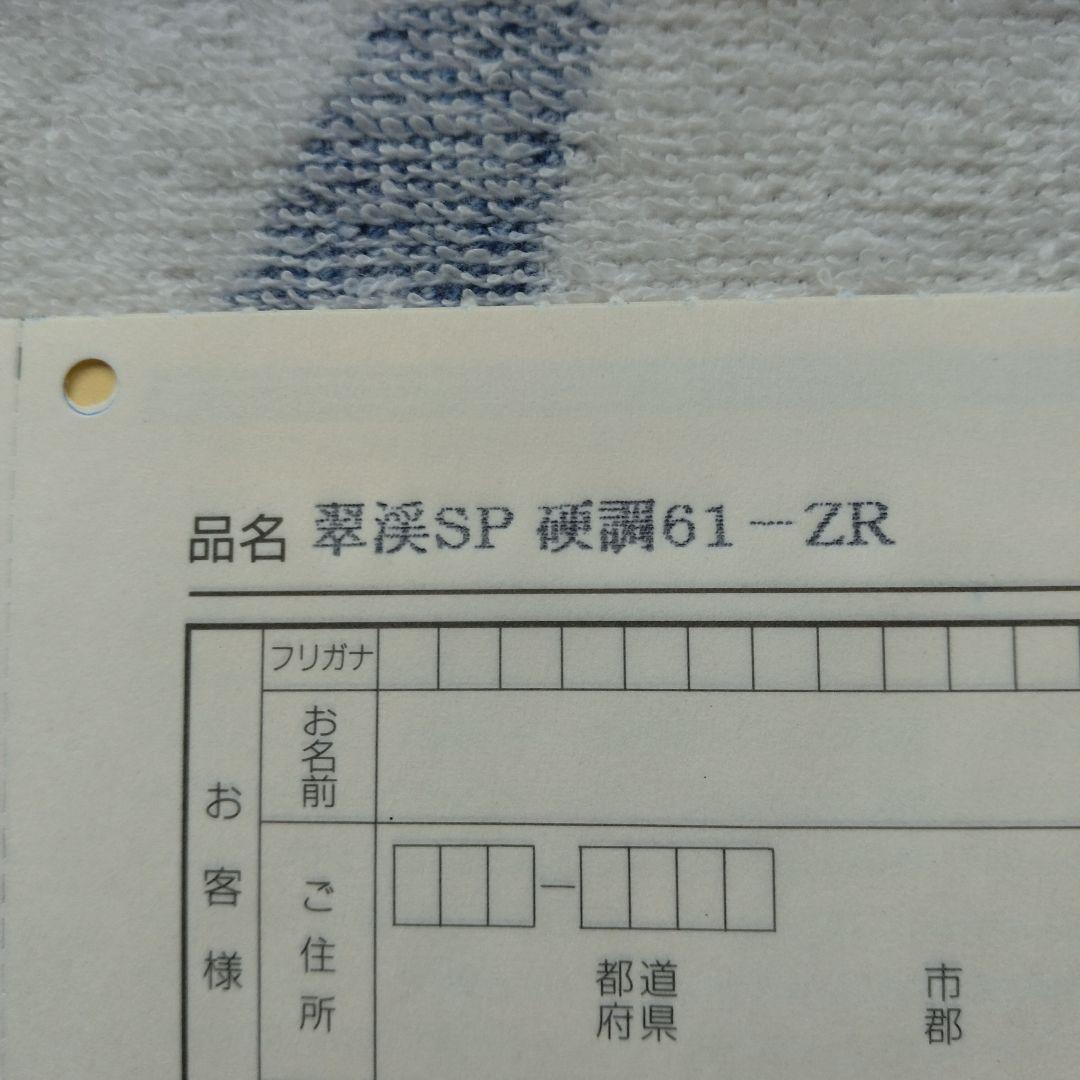 品名 翠渓SP 硬調61-ZR
フリガナ
お名前
お客様
ご住所
都道府県
市郡